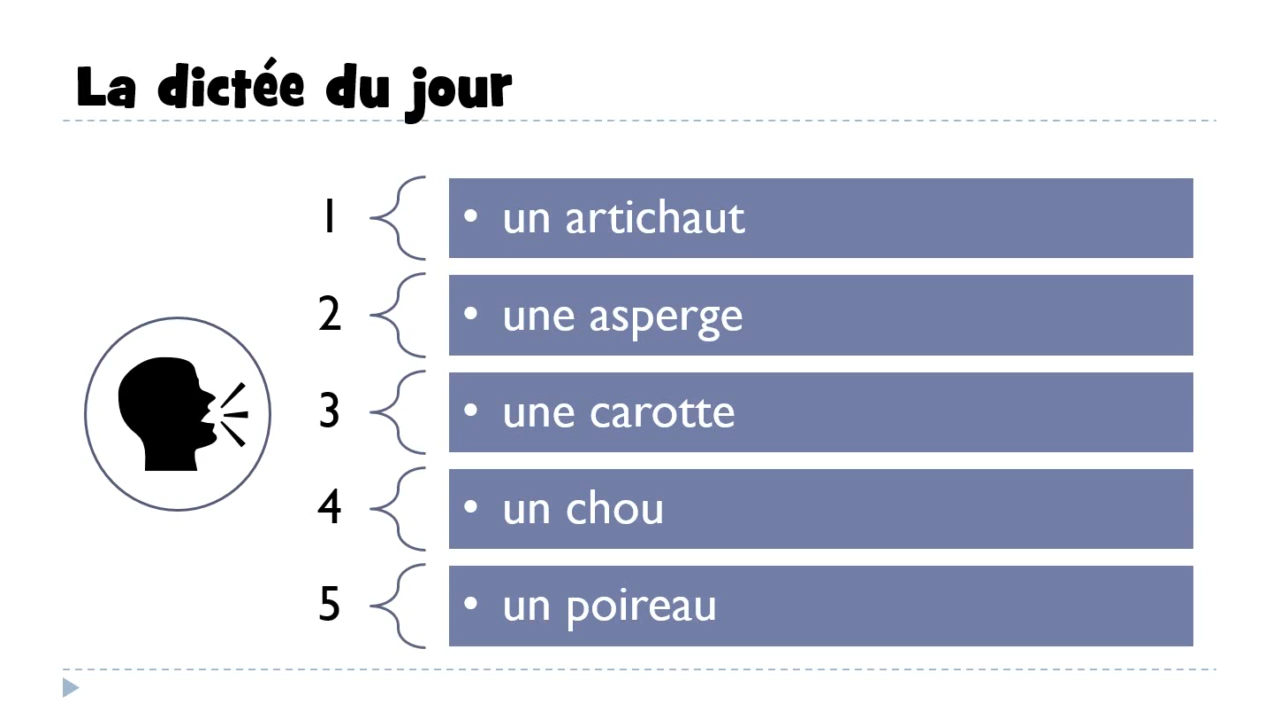 La dictée du jour
1 • un artichaut
2 • une asperge
3 • une carotte
4 • un chou
5 • un poireau